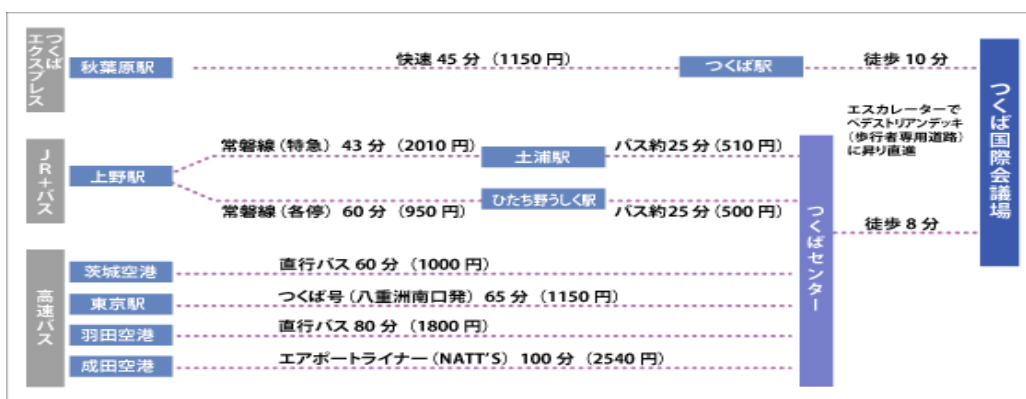 つくば
エクスプレス
秋葉原駅
快速 45 分（1150 円）
つくば駅
徒歩 10 分
つくば国際会議場
エスカレーターで
ペデストリアンデッキ
（歩行者専用道路）
に昇り直進
JR＋バス
上野駅
常磐線（特急）43 分（2010 円）
土浦駅
バス約25 分（510 円）
常磐線（各停）60 分（950 円）
ひたち野うしく駅
バス約25 分（500 円）
つくばセンター
徒歩 8 分
高速バス
茨城空港
直行バス 60 分（1000 円）
東京駅
つくば号（八重洲南口発）65 分（1150 円）
羽田空港
直行バス 80 分（1800 円）
成田空港
エアポートライナー（NATT'S）100 分（2540 円）